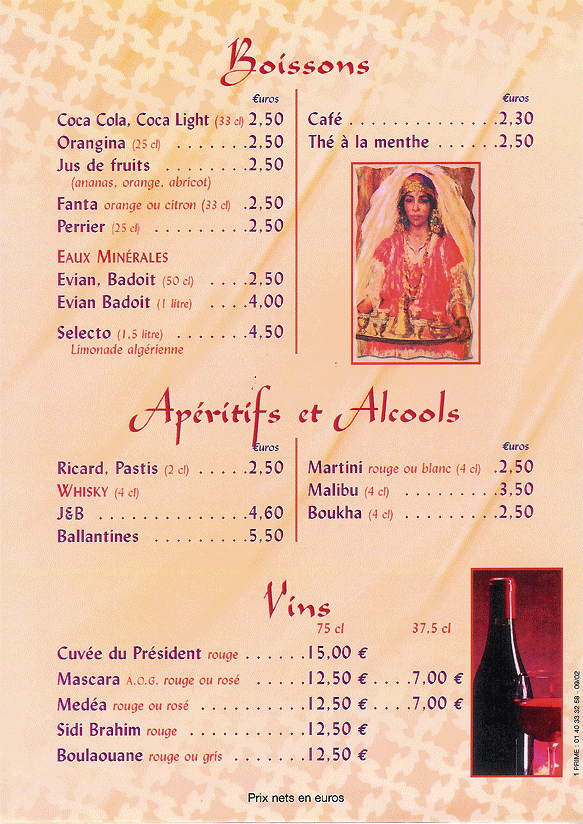 Boissons
€uros
Coca Cola, Coca Light (33 cl) 2,50
Orangina (25 cl) . . . . . . . 2,50
Jus de fruits . . . . . . . . 2,50
(ananas, orange, abricot)
Fanta orange ou citron (33 cl) . 2,50
Perrier (25 cl) . . . . . . . . . 2,50
EAUX MINÉRALES
Evian, Badoit (50 cl) . . . . 2,50
Evian Badoit (1 litre) . . . . 4,00
Selecto (1,5 litre) . . . . . . . 4,50
Limonade algérienne
€uros
Café . . . . . . . . . . . . . . 2,30
Thé à la menthe . . . . . . 2,50
Apéritifs et Alcools
€uros
Ricard, Pastis (2 cl) . . . . . 2,50
WHISKY (4 cl)
J&B . . . . . . . . . . . . . . 4,60
Ballantines . . . . . . . . . 5,50
€uros
Martini rouge ou blanc (4 cl) . 2,50
Malibu (4 cl) . . . . . . . . . 3,50
Boukha (4 cl) . . . . . . . . . 2,50
Vins
75 cl 37,5 cl
Cuvée du Président rouge . . . . . . 15,00 €
Mascara A.O.G. rouge ou rosé . . . . . 12,50 € . . . . 7,00 €
Medéa rouge ou rosé . . . . . . . . . . 12,50 € . . . . 7,00 €
Sidi Brahim rouge . . . . . . . . . . . . 12,50 €
Boulaouane rouge ou gris . . . . . . . 12,50 €
Prix nets en euros
1 PRIME : 01 40 33 32 58 - 09/02